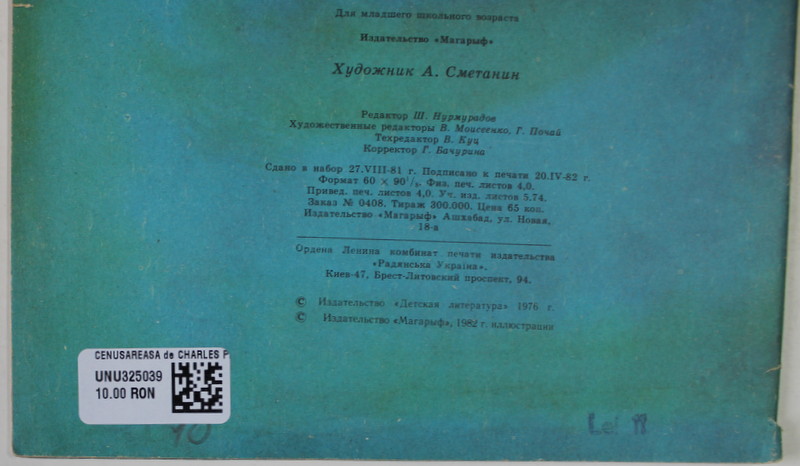 Для младшего школьного возраста
Издательство «Магарыф»
Художник А. Сметанин
Редактор Ш. Нурмурадов
Художественные редакторы В. Моисеенко, Г. Почай
Техредактор В. Куц
Корректор Г. Бачурина
Сдано в набор 27.VIII-81 г. Подписано к печати 20.IV-82 г.
Формат 60 × 90¹/₈. Физ. печ. листов 4,0.
Привед. печ. листов 4,0. Уч. изд. листов 5.74.
Заказ № 0408. Тираж 300.000. Цена 65 коп.
Издательство «Магарыф» Ашхабад, ул. Новая,
18-а
Ордена Ленина комбинат печати издательства
«Радянська Україна»,
Киев-47, Брест-Литовский проспект, 94.
© Издательство «Детская литература» 1976 г.
© Издательство «Магарыф», 1982 г. иллюстрации
CENUSAREASA de CHARLES P
UNU325039
10.00 RON
10
Lei 11